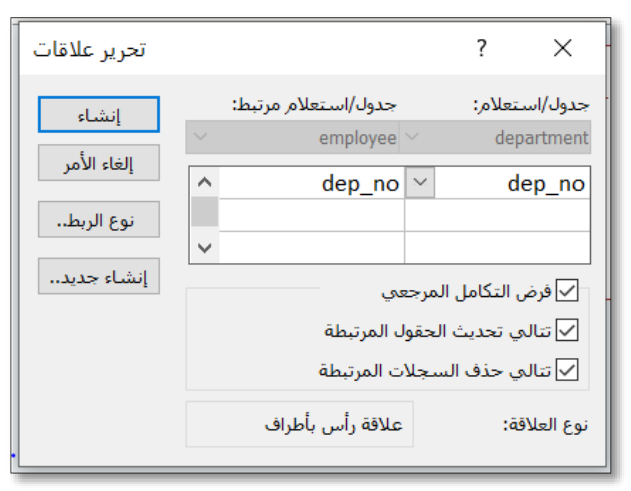 تحرير علاقات ? ×
جدول/استعلام: جدول/استعلام مرتبط:
department employee
dep_no dep_no
إنشاء
إلغاء الأمر
نوع الربط..
إنشاء جديد..
فرض التكامل المرجعي
تتالي تحديث الحقول المرتبطة
تتالي حذف السجلات المرتبطة
نوع العلاقة: علاقة رأس بأطراف